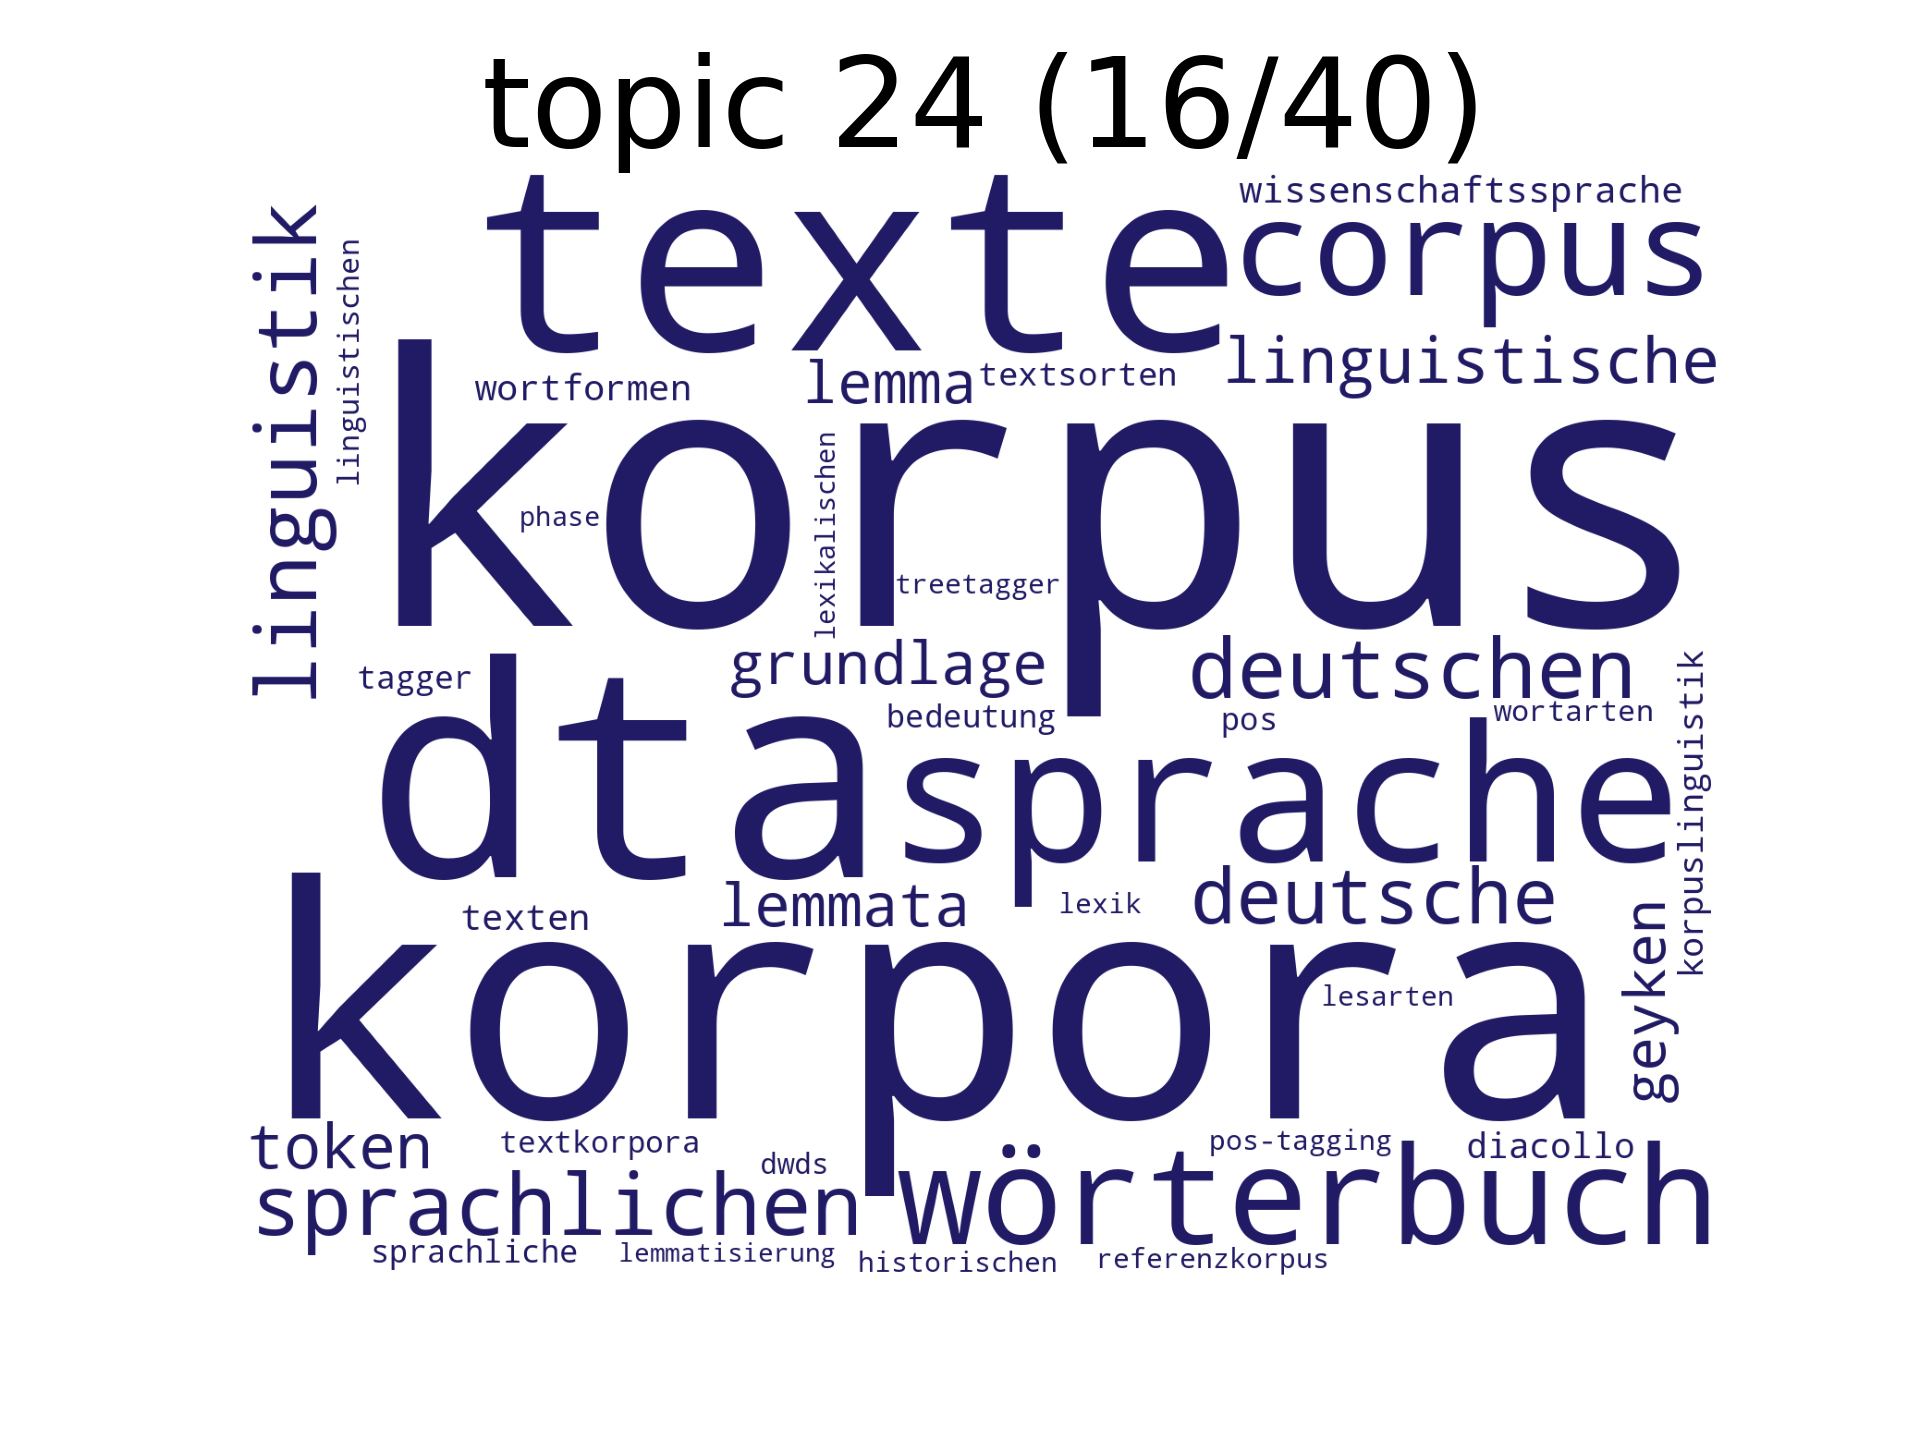 topic 24 (16/40)
texte
wissenschaftssprache
corpus
linguistik
linguistischen
linguistische
wortformen
lemma
textsorten
korpus
phase
lexikalischen
treetagger
tagger
grundlage
deutschen
dta
bedeutung
pos
wortarten
korpuslinguistik
sprache
texten
lemmata
lexik
deutsche
geyken
korpora
lesarten
token
textkorpora
dwds
pos-tagging
diacollo
sprachlichen
wörterbuch
sprachliche
lemmatisierung
historischen
referenzkorpus